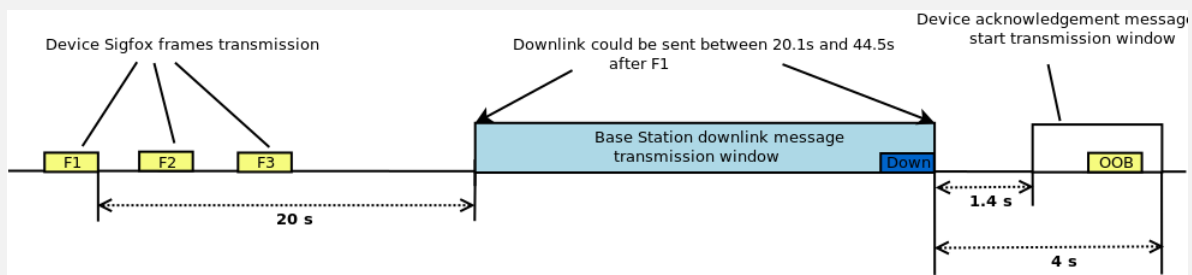 Device acknowledgement message
start transmission window
Device Sigfox frames transmission
Downlink could be sent between 20.1s and 44.5s
after F1
Base Station downlink message
transmission window
F1
F2
F3
Down
OOB
20 s
1.4 s
4 s